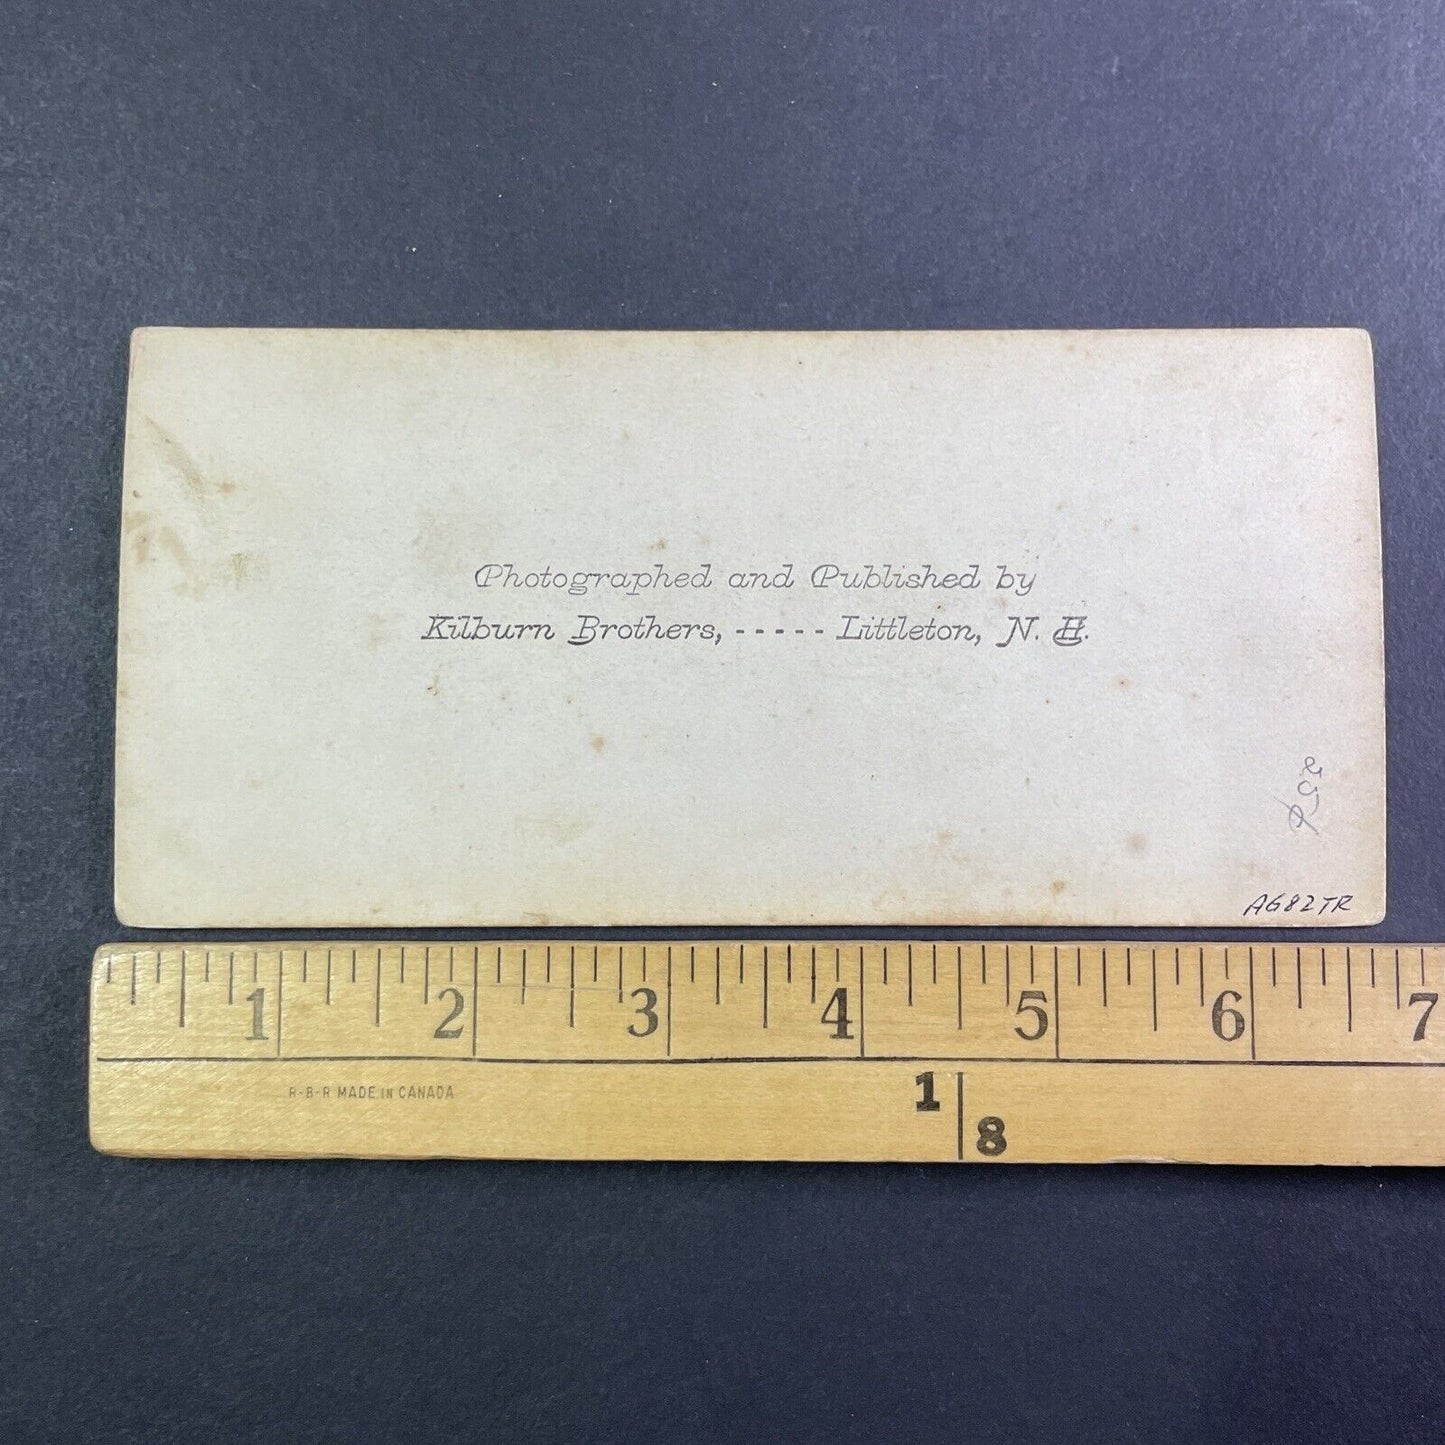 Photographed and Published by
Kilburn Brothers, ----- Littleton, N. H.
A682TR
1 2 3 4 5 6 7
R-B-R MADE IN CANADA
1
8